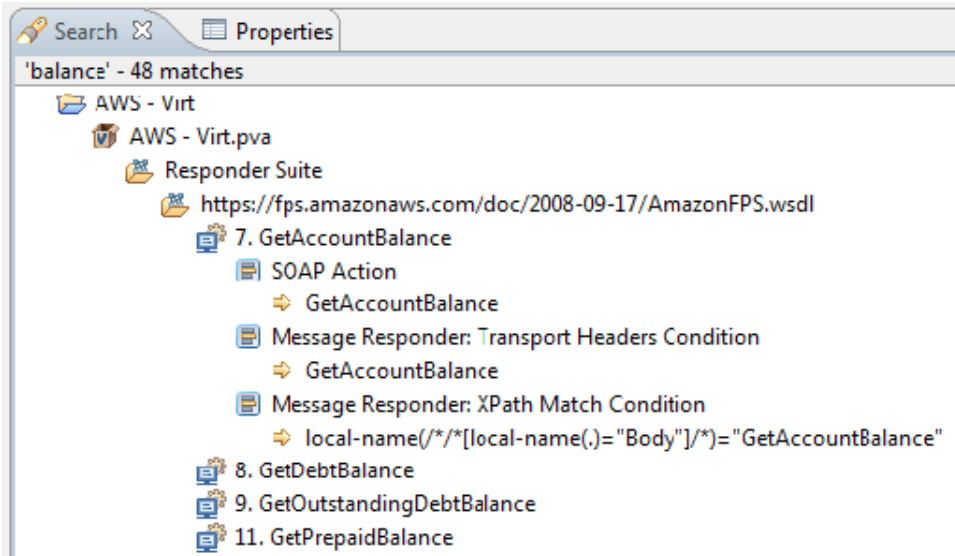 Search Properties
'balance' - 48 matches
AWS - Virt
AWS - Virt.pva
Responder Suite
https://fps.amazonaws.com/doc/2008-09-17/AmazonFPS.wsdl
7. GetAccountBalance
SOAP Action
GetAccountBalance
Message Responder: Transport Headers Condition
GetAccountBalance
Message Responder: XPath Match Condition
local-name(/*/*[local-name(.)="Body"]/*)="GetAccountBalance"
8. GetDebtBalance
9. GetOutstandingDebtBalance
11. GetPrepaidBalance